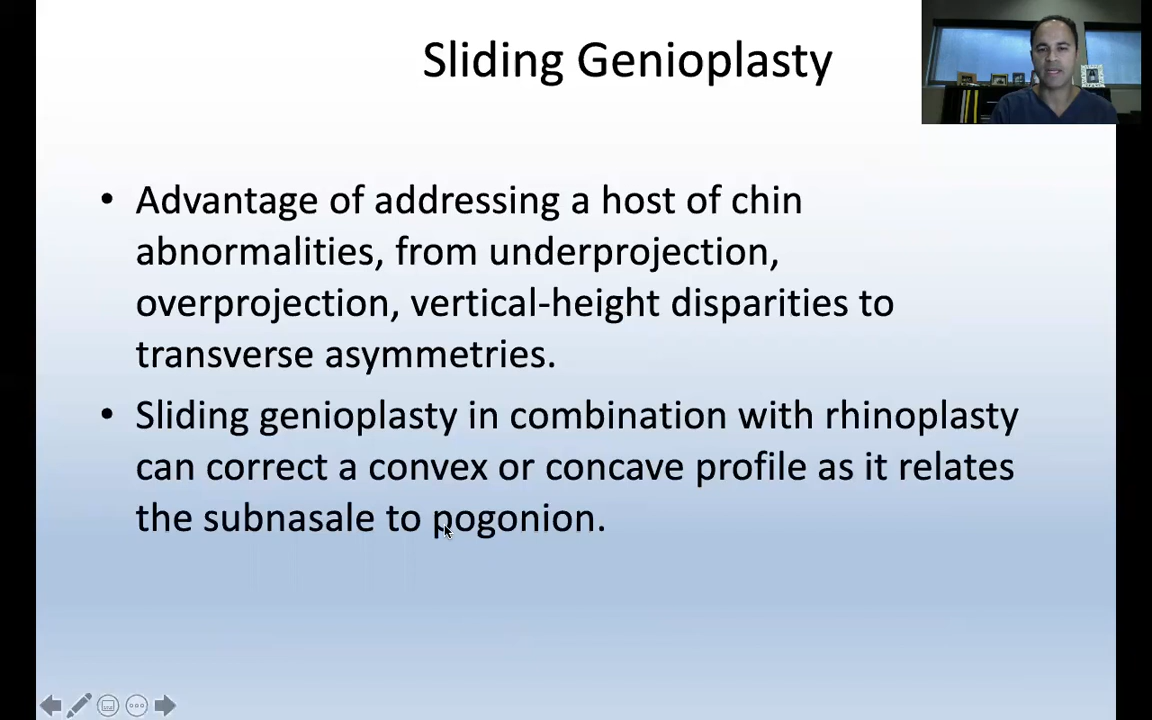 Sliding Genioplasty
• Advantage of addressing a host of chin
abnormalities, from underprojection,
overprojection, vertical-height disparities to
transverse asymmetries.
• Sliding genioplasty in combination with rhinoplasty
can correct a convex or concave profile as it relates
the subnasale to pogonion.